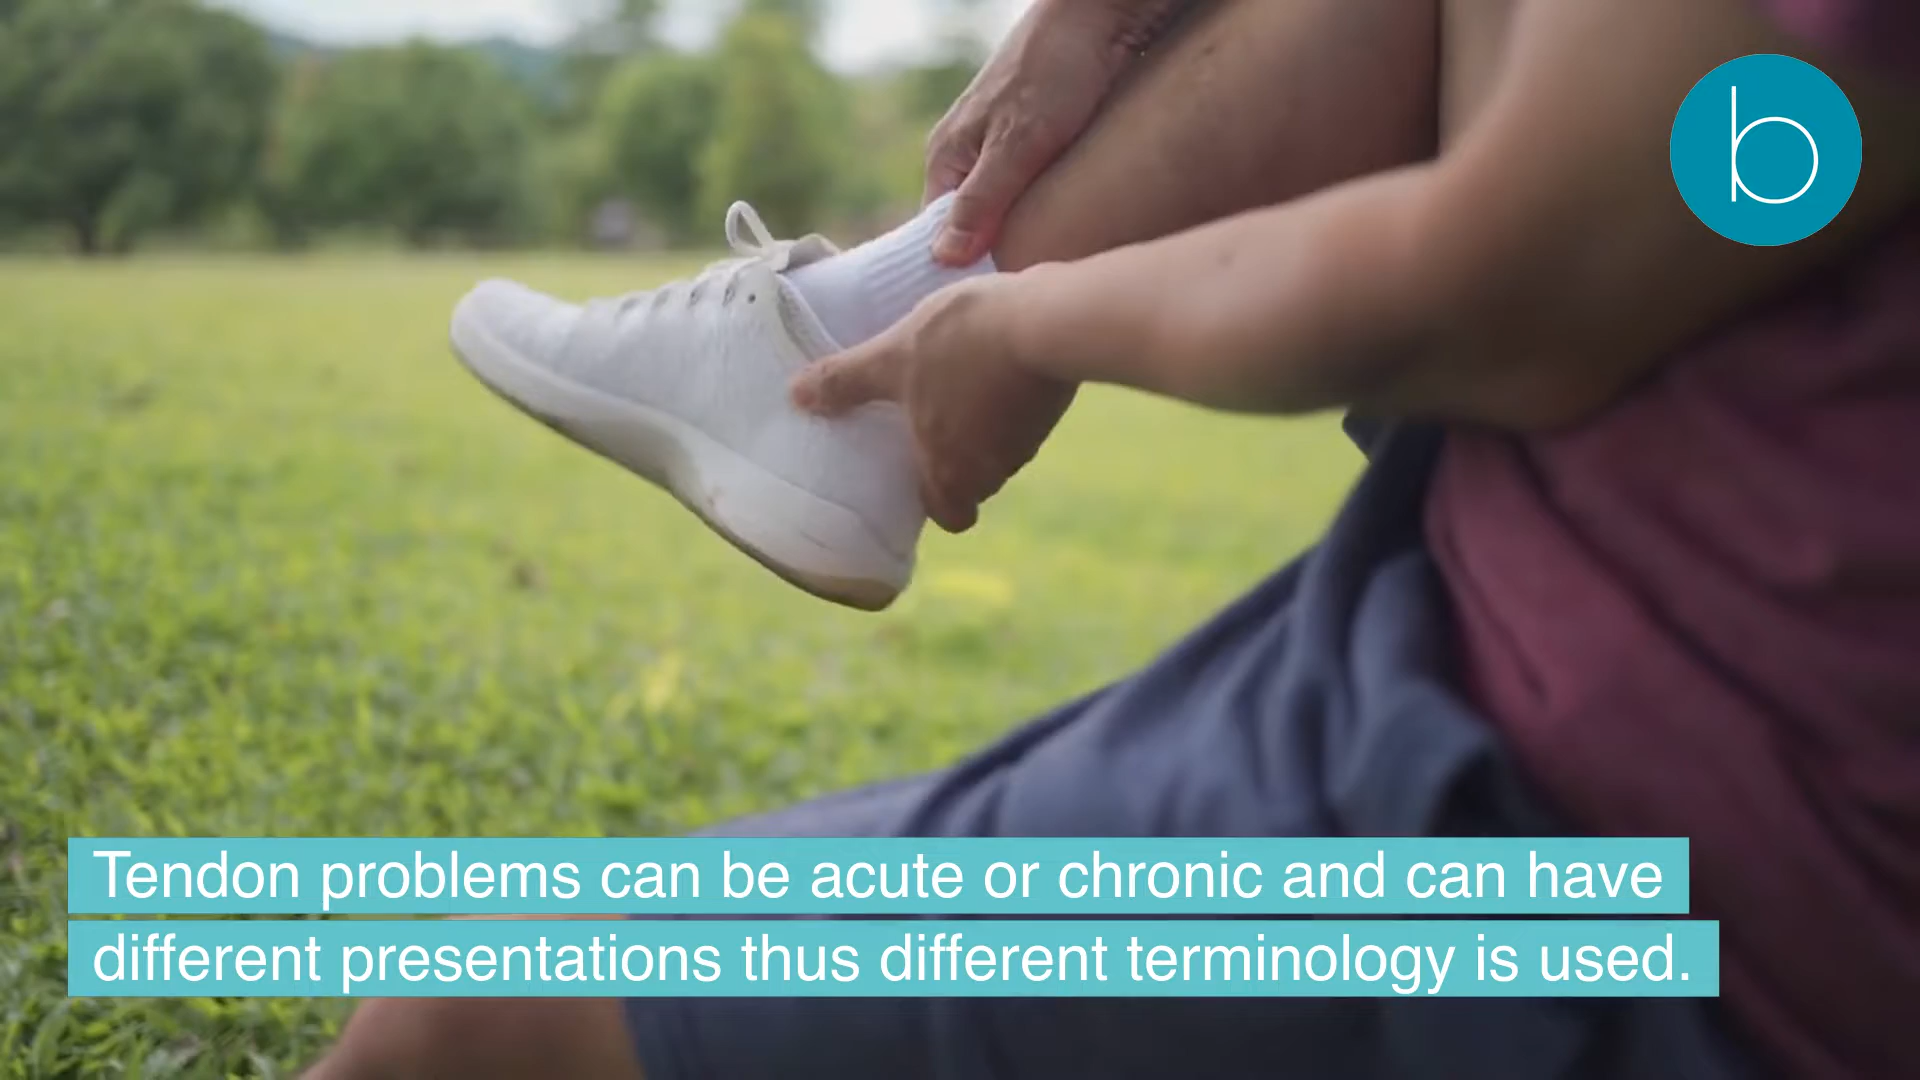 b
Tendon problems can be acute or chronic and can have
different presentations thus different terminology is used.